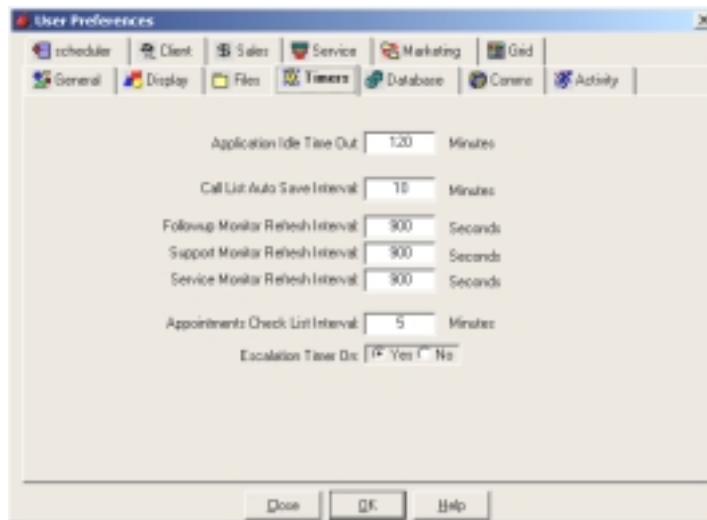 User Preferences
scheduler Client Sales Service Marketing Grid
General Display Files Timers Database Comms Activity
Application Idle Time Out: 120 Minutes
Call List Auto Save Interval: 10 Minutes
Followup Monitor Refresh Interval: 900 Seconds
Support Monitor Refresh Interval: 900 Seconds
Service Monitor Refresh Interval: 900 Seconds
Appointments Check List Interval: 5 Minutes
Escalation Timer On: Yes No
Close OK Help